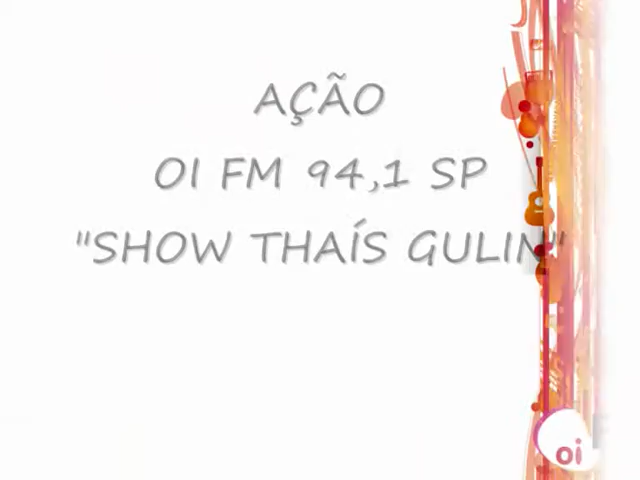 AÇÃO
OI FM 94,1 SP
"SHOW THAÍS GULIN"
oi